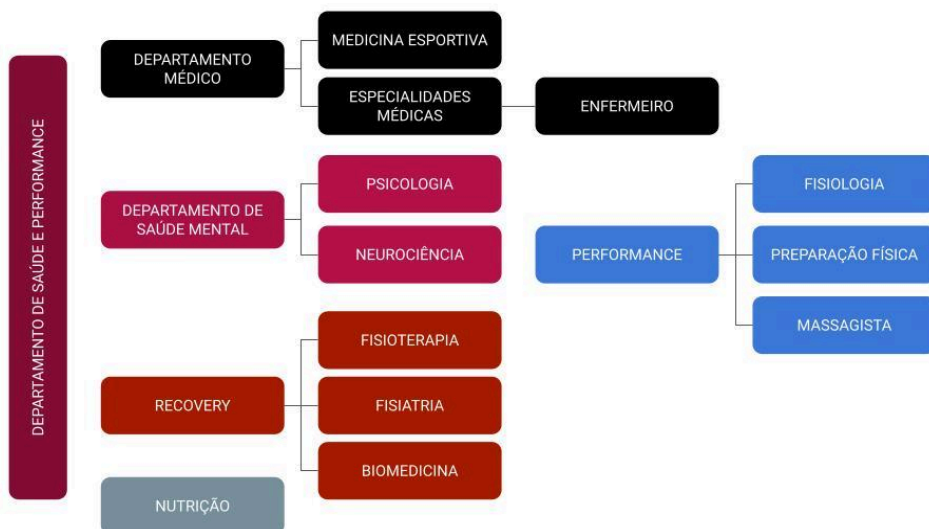 DEPARTAMENTO DE SAÚDE E PERFORMANCE
DEPARTAMENTO
MÉDICO
MEDICINA ESPORTIVA
ESPECIALIDADES
MÉDICAS
ENFERMEIRO
DEPARTAMENTO DE
SAÚDE MENTAL
PSICOLOGIA
NEUROCIÊNCIA
PERFORMANCE
FISIOLOGIA
PREPARAÇÃO FÍSICA
MASSAGISTA
RECOVERY
FISIOTERAPIA
FISIATRIA
BIOMEDICINA
NUTRIÇÃO